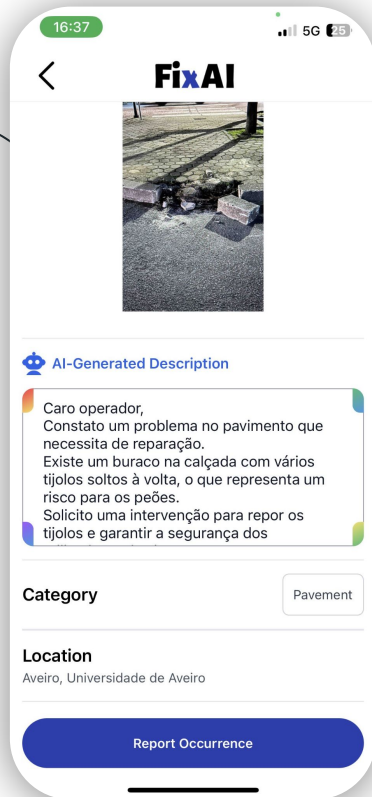 16:37
5G 25
FixAI
AI-Generated Description
Caro operador,
Constato um problema no pavimento que
necessita de reparação.
Existe um buraco na calçada com vários
tijolos soltos à volta, o que representa um
risco para os peões.
Solicito uma intervenção para repor os
tijolos e garantir a segurança dos
Category
Pavement
Location
Aveiro, Universidade de Aveiro
Report Occurrence